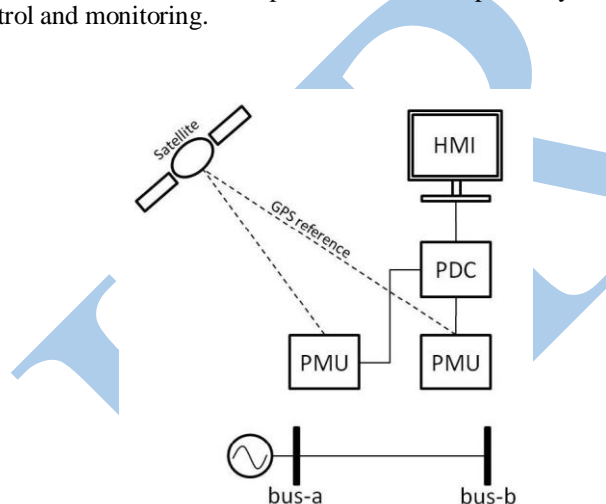 trol and monitoring.
Satellite
HMI
GPS reference
PDC
PMU
PMU
bus-a
bus-b